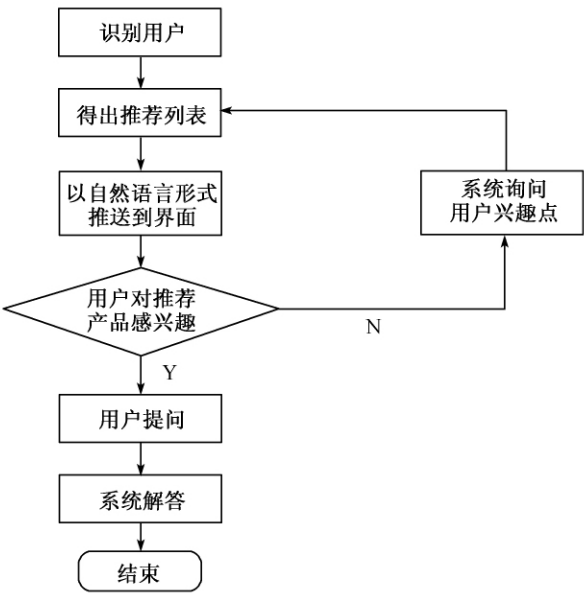 识别用户
得出推荐列表
以自然语言形式
推送到界面
系统询问
用户兴趣点
用户对推荐
产品感兴趣
N
Y
用户提问
系统解答
结束